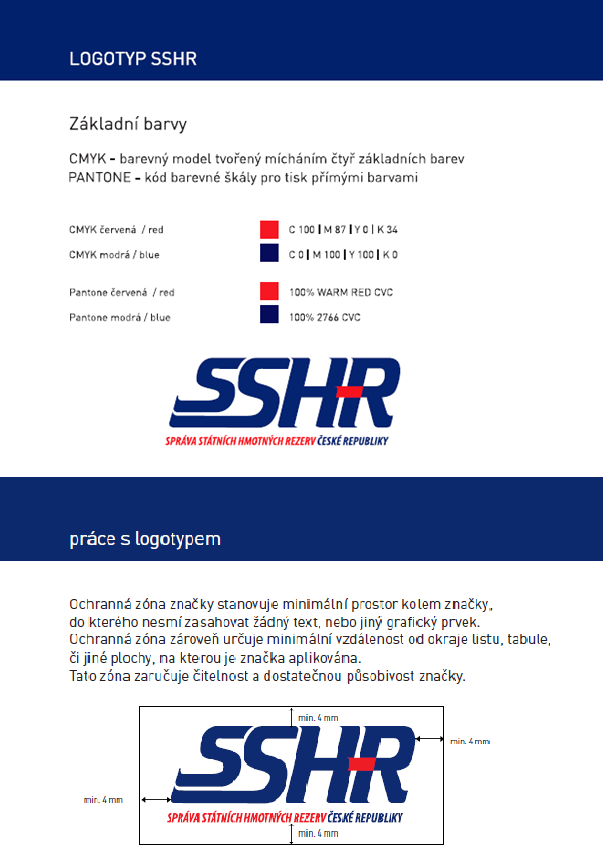 LOGOTYP SSHR
Základní barvy
CMYK - barevný model tvořený mícháním čtyř základních barev
PANTONE - kód barevné škály pro tisk přímými barvami
CMYK červená / red C 100 | M 87 | Y 0 | K 34
CMYK modrá / blue C 0 | M 100 | Y 100 | K 0
Pantone červená / red 100% WARM RED CVC
Pantone modrá / blue 100% 2766 CVC
SSHR
SPRÁVA STÁTNÍCH HMOTNÝCH REZERV ČESKÉ REPUBLIKY
práce s logotypem
Ochranná zóna značky stanovuje minimální prostor kolem značky,
do kterého nesmí zasahovat žádný text, nebo jiný grafický prvek.
Ochranná zóna zároveň určuje minimální vzdálenost od okraje listu, tabule,
či jiné plochy, na kterou je značka aplikována.
Tato zóna zaručuje čitelnost a dostatečnou působivost značky.
min. 4 mm
SSHR
min. 4 mm
min. 4 mm
SPRÁVA STÁTNÍCH HMOTNÝCH REZERV ČESKÉ REPUBLIKY
min. 4 mm